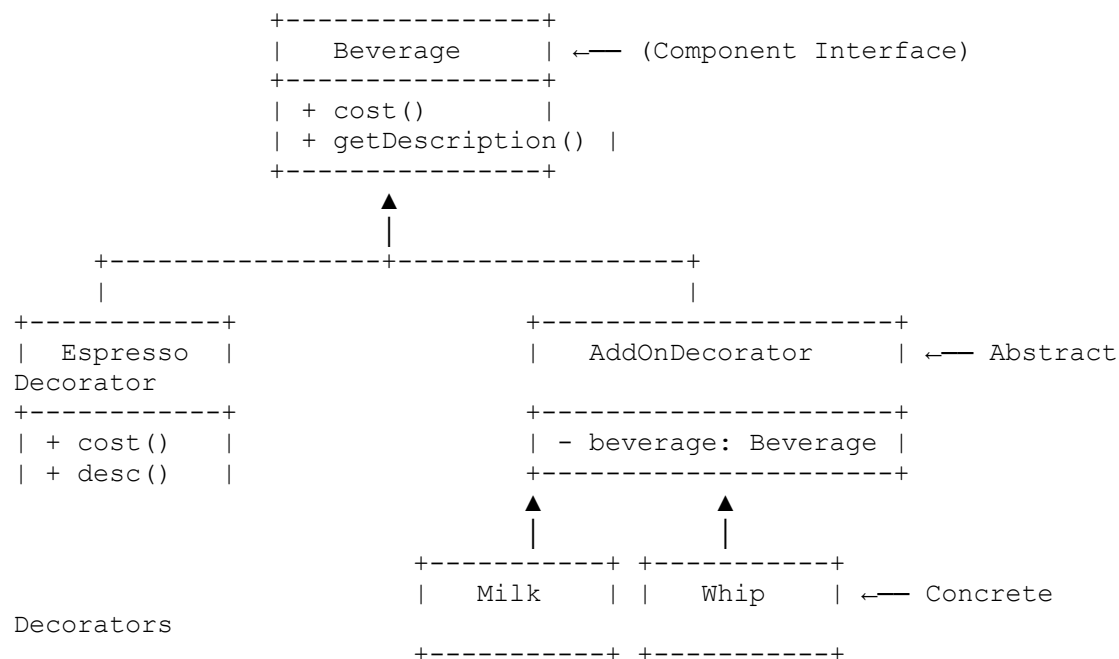 +----------------+
|   Beverage     | ←── (Component Interface)
+----------------+
| + cost()       |
| + getDescription() |
+----------------+
▲
│
+-----------------+------------------+
|                                    |
+------------+                  +----------------------+
|  Espresso  |                  |   AddOnDecorator     | ←── Abstract
Decorator
+------------+                  +----------------------+
| + cost()   |                  | - beverage: Beverage |
| + desc()   |                  +----------------------+
▲           ▲
│           │
+-----------+ +-----------+
|   Milk    | |   Whip    | ←── Concrete
Decorators
+-----------+ +-----------+